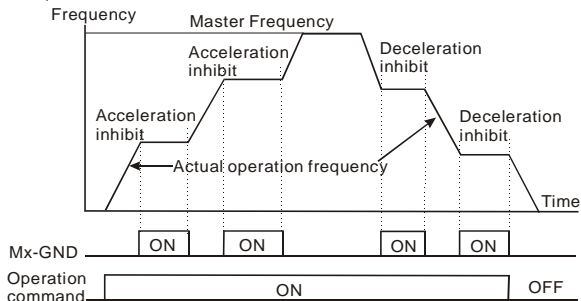 Frequency
Master Frequency
Acceleration
inhibit
Deceleration
inhibit
Acceleration
inhibit
Deceleration
inhibit
Actual operation frequency
Time
Mx-GND
ON
ON
ON
ON
Operation
command
ON
OFF